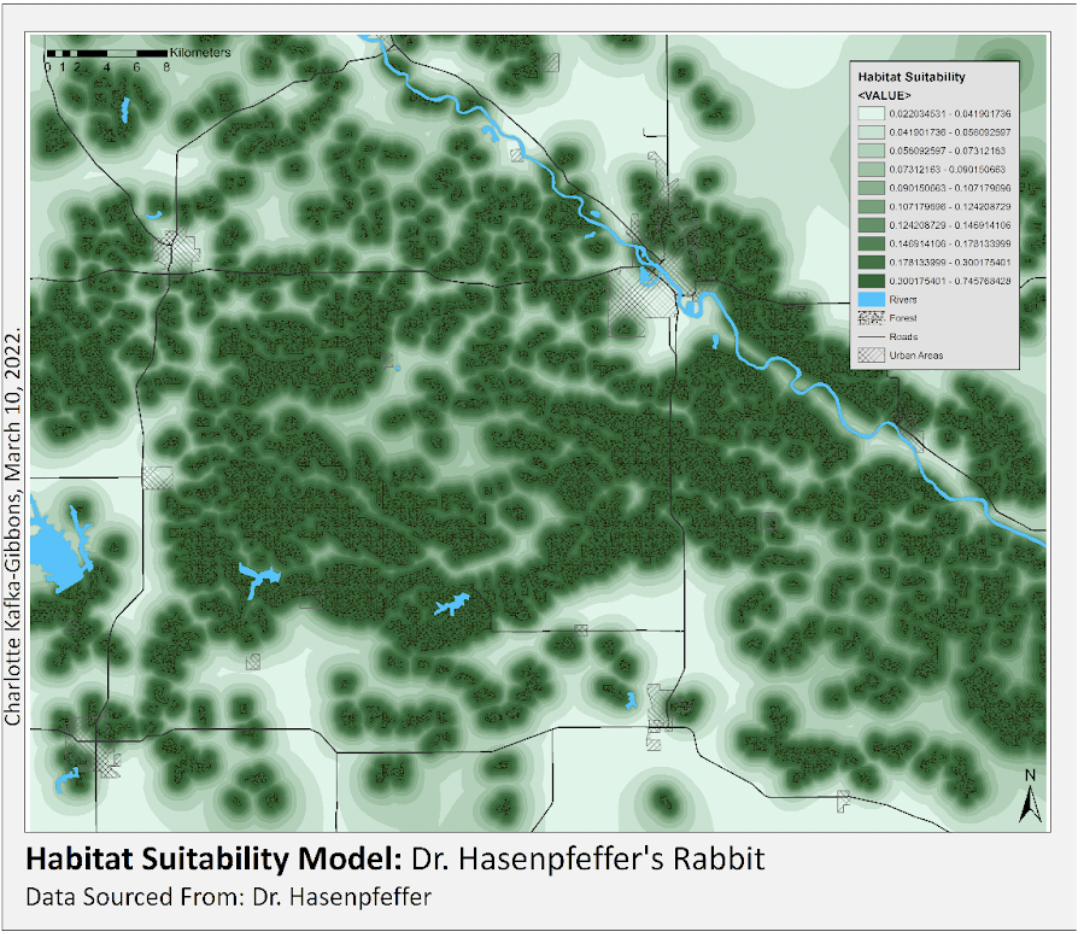 Kilometers
0 1 2 4 6 8
Habitat Suitability
<VALUE>
0.022034531 - 0.041901736
0.041901736 - 0.056092597
0.056092597 - 0.07312163
0.07312163 - 0.090150663
0.090150663 - 0.107179696
0.107179696 - 0.124208729
0.124208729 - 0.146914106
0.146914106 - 0.178133999
0.178133999 - 0.300175401
0.300175401 - 0.745768428
Rivers
Forest
Roads
Urban Areas
Charlotte Kafka-Gibbons, March 10, 2022.
N
Habitat Suitability Model: Dr. Hasenpfeffer's Rabbit
Data Sourced From: Dr. Hasenpfeffer